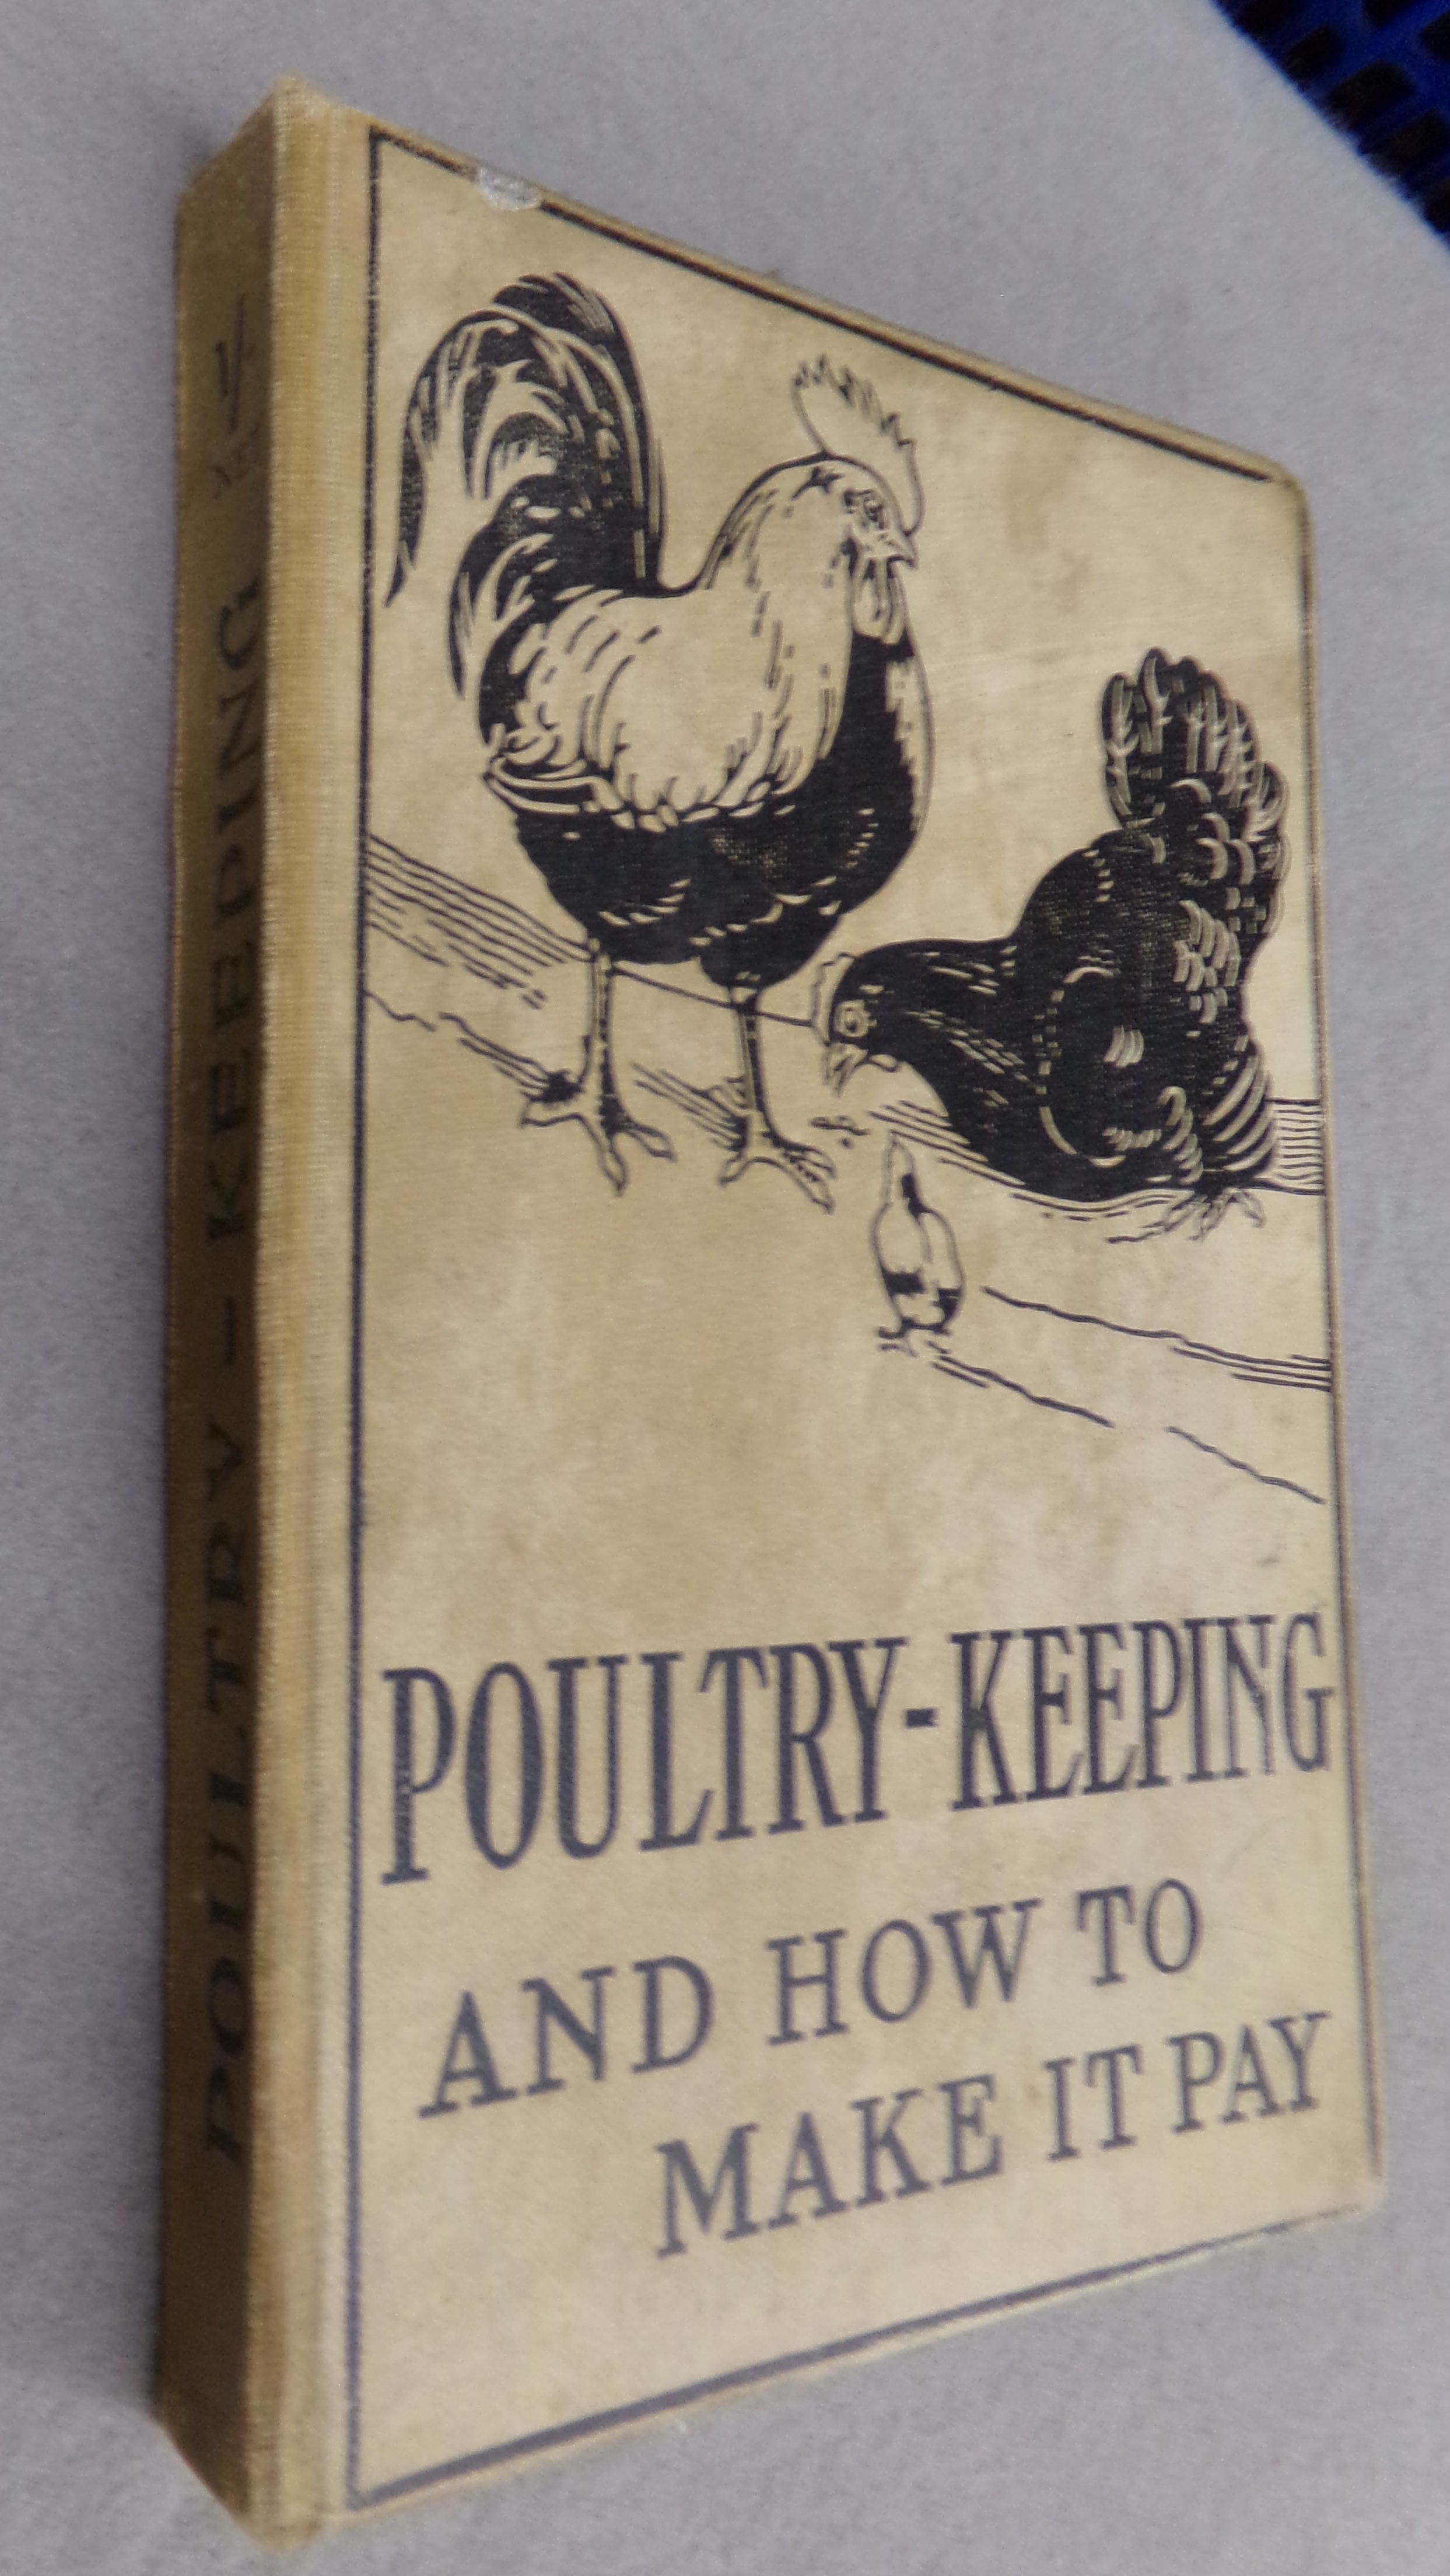 POULTRY-KEEPING
AND HOW TO
MAKE IT PAY
POULTRY-KEEPING